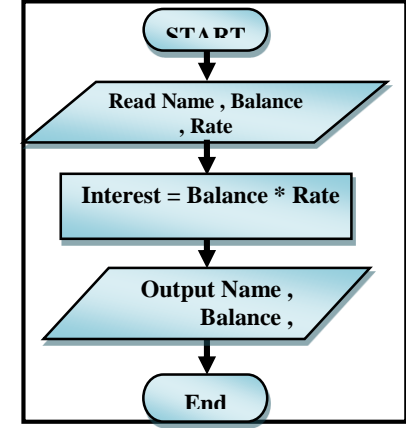 START
Read Name , Balance
, Rate
Interest = Balance * Rate
Output Name ,
Balance ,
End